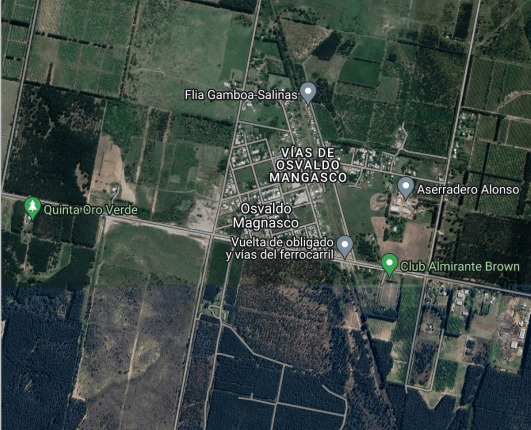 Flia Gamboa-Salinas
VÍAS DE
OSVALDO
MANGASCO
Aserradero Alonso
Quinta Oro Verde
Osvaldo
Magnasco
Vuelta de obligado
y vías del ferrocarril
Club Almirante Brown